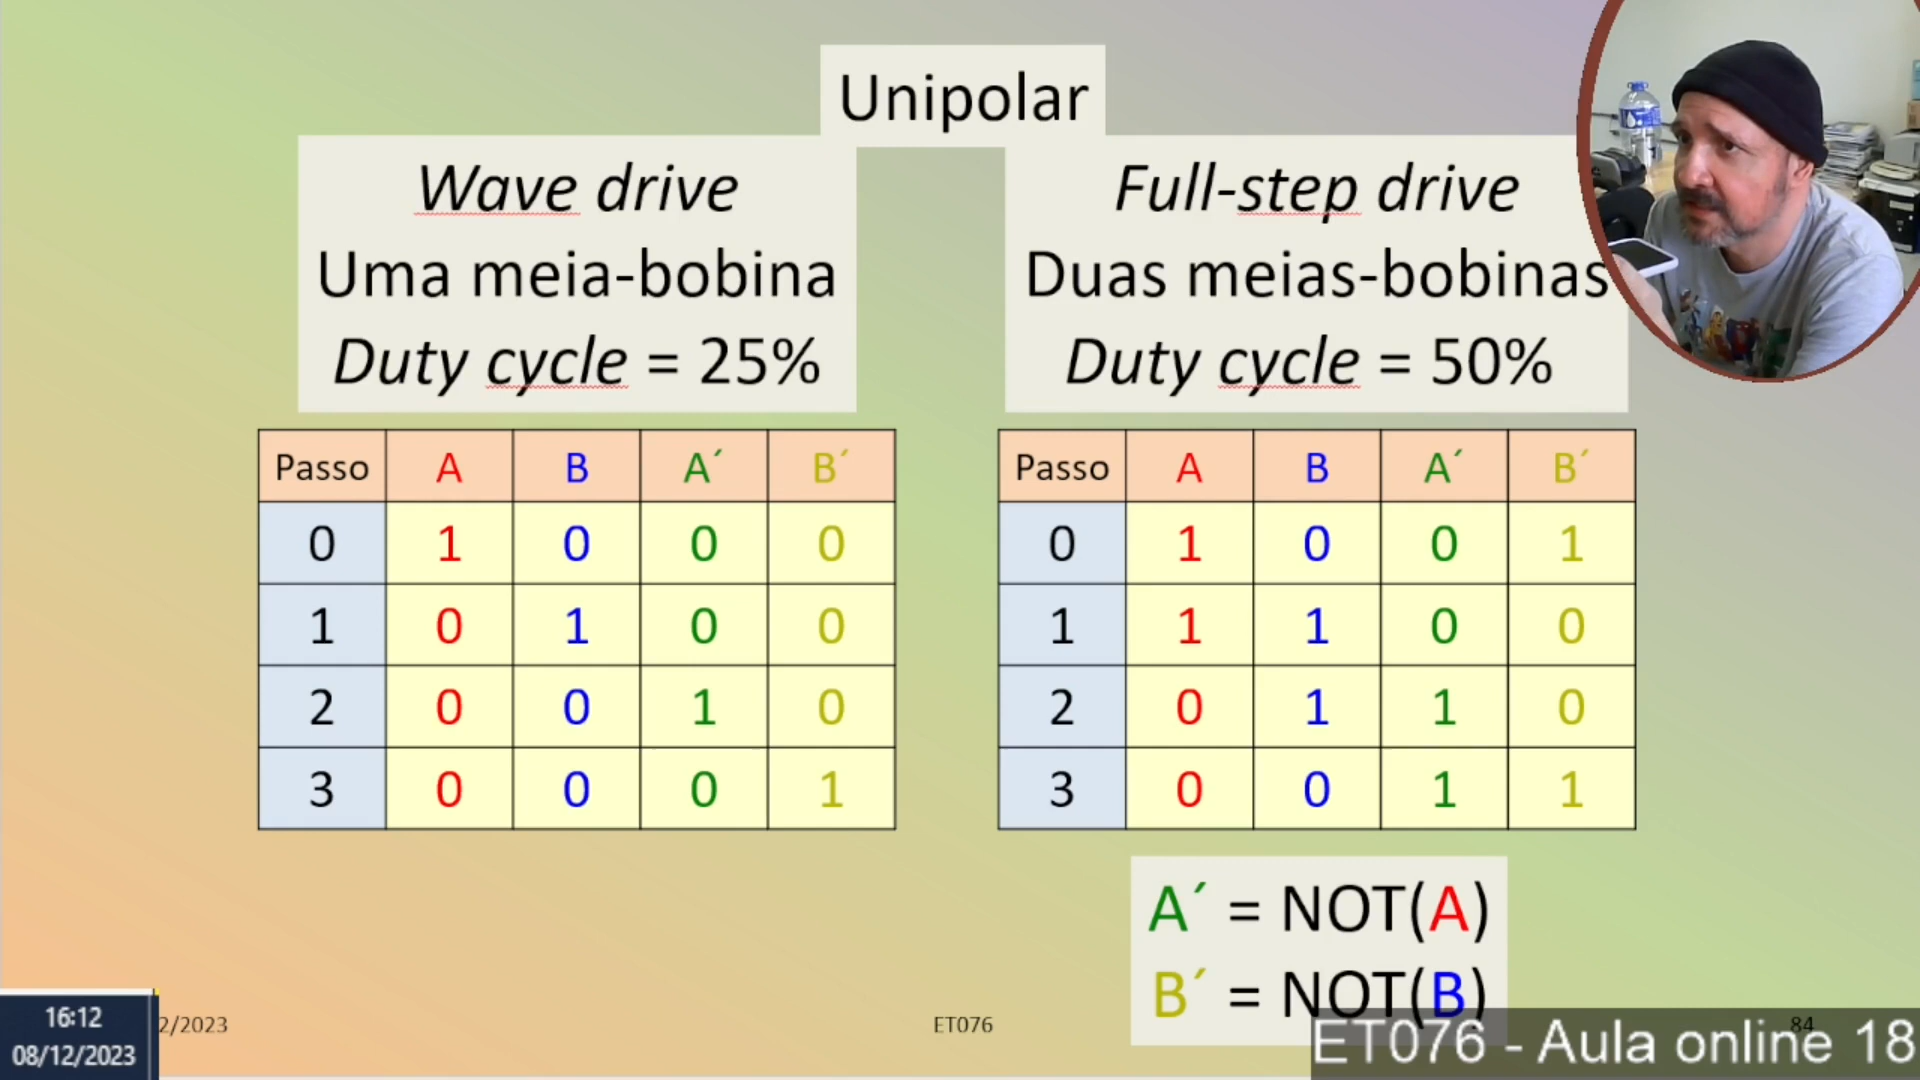 Unipolar
Wave drive
Uma meia-bobina
Duty cycle = 25%
Full-step drive
Duas meias-bobinas
Duty cycle = 50%
Passo A B A´ B´
0 1 0 0 0
1 0 1 0 0
2 0 0 1 0
3 0 0 0 1
Passo A B A´ B´
0 1 0 0 1
1 1 1 0 0
2 0 1 1 0
3 0 0 1 1
A´ = NOT(A)
B´ = NOT(B)
16:12
08/12/2023
2/2023
ET076
84
ET076 - Aula online 18